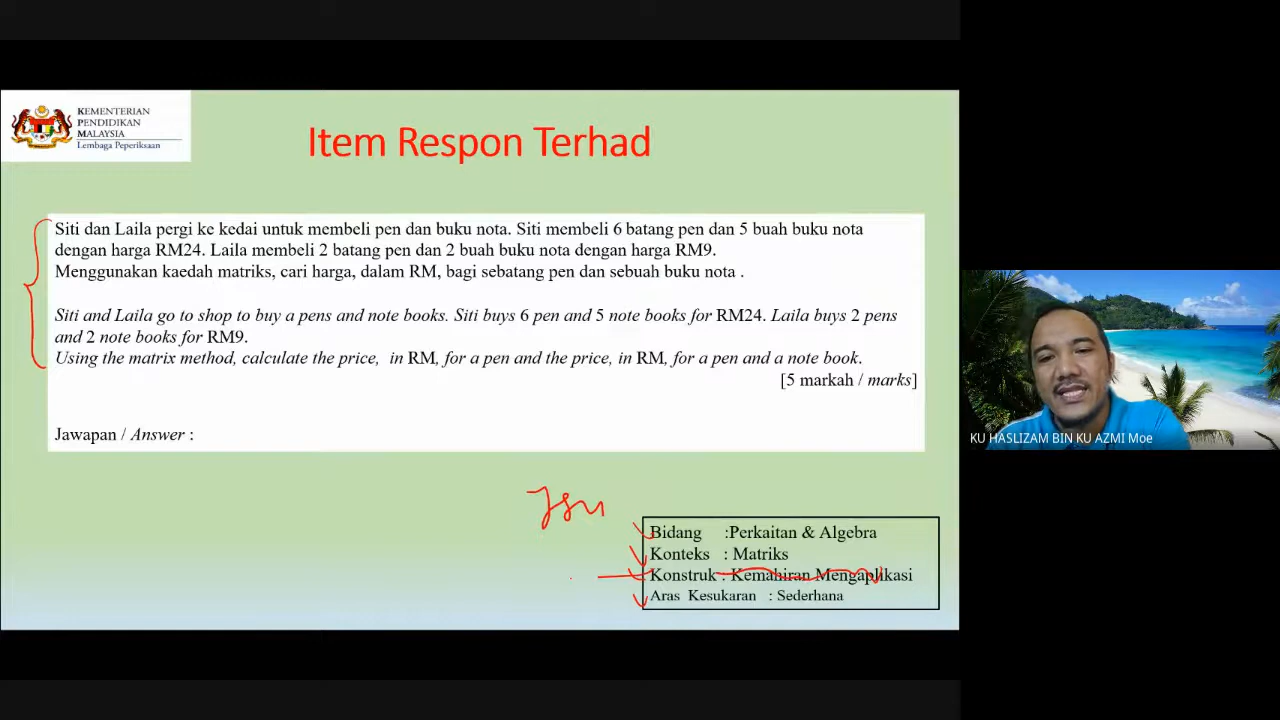 KEMENTERIAN
PENDIDIKAN
MALAYSIA
Lembaga Peperiksaan
Item Respon Terhad
Siti dan Laila pergi ke kedai untuk membeli pen dan buku nota. Siti membeli 6 batang pen dan 5 buah buku nota
dengan harga RM24. Laila membeli 2 batang pen dan 2 buah buku nota dengan harga RM9.
Menggunakan kaedah matriks, cari harga, dalam RM, bagi sebatang pen dan sebuah buku nota .
Siti and Laila go to shop to buy a pens and note books. Siti buys 6 pen and 5 note books for RM24. Laila buys 2 pens
and 2 note books for RM9.
Using the matrix method, calculate the price, in RM, for a pen and the price, in RM, for a pen and a note book.
[5 markah / marks]
Jawapan / Answer :
Bidang :Perkaitan & Algebra
Konteks : Matriks
Konstruk : Kemahiran Mengaplikasi
Aras Kesukaran : Sederhana
KU HASLIZAM BIN KU AZMI Moe